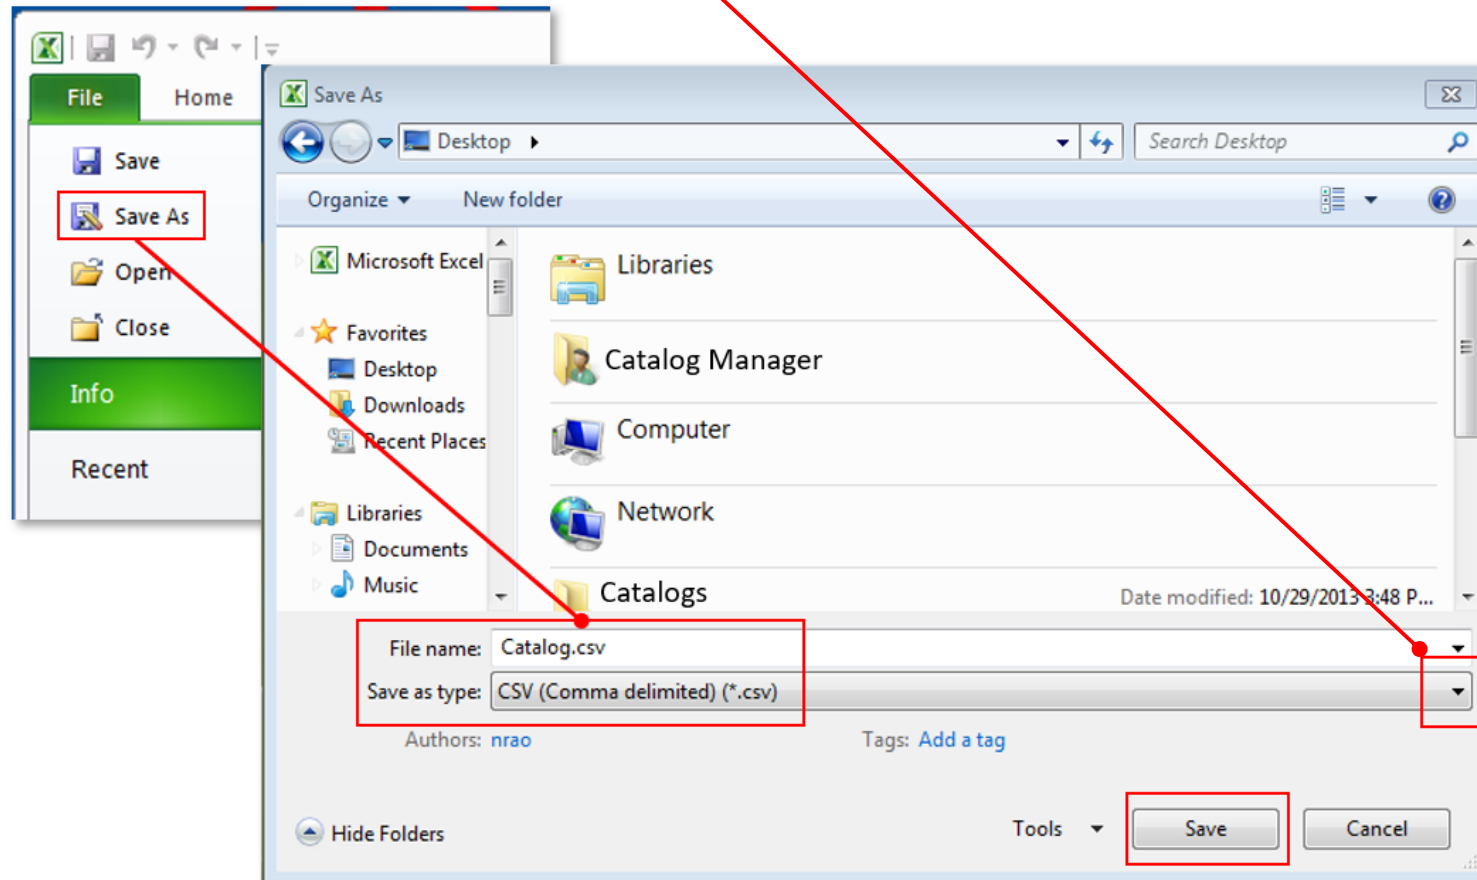 File Home
Save
Save As
Open
Close
Info
Recent
Save As
Desktop
Search Desktop
Organize New folder
Microsoft Excel
Favorites
Desktop
Downloads
Recent Places
Libraries
Documents
Music
Libraries
Catalog Manager
Computer
Network
Catalogs
Date modified: 10/29/2013 3:48 P...
File name: Catalog.csv
Save as type: CSV (Comma delimited) (*.csv)
Authors: nrao Tags: Add a tag
Hide Folders Tools Save Cancel